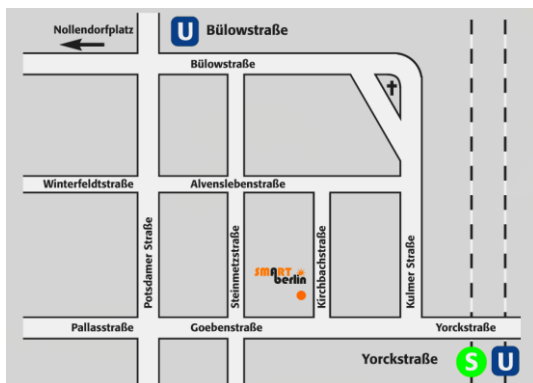 Nollendorfplatz
U Bülowstraße
Bülowstraße
Winterfeldtstraße
Alvenslebenstraße
Potsdamer Straße
Steinmetzstraße
Kirchbachstraße
Kulmer Straße
SMART
berlin
Pallasstraße
Goebenstraße
Yorckstraße
Yorckstraße S U